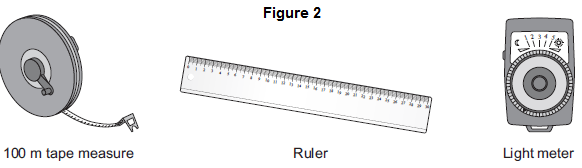 Figure 2
100 m tape measure
Ruler
Light meter